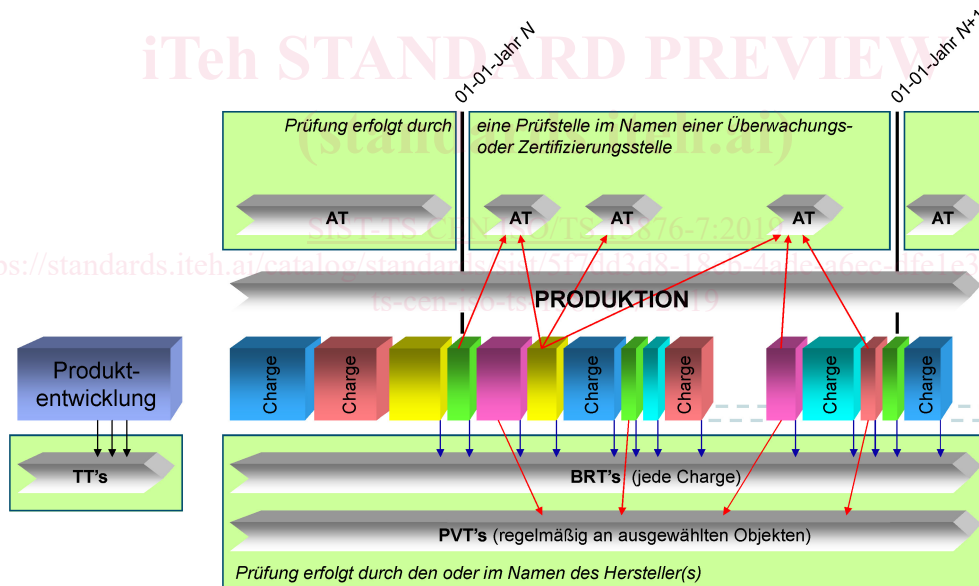 iTeh STANDARD PREVIEW
(standards.iteh.ai)
01-01-Jahr N
01-01-Jahr N+1
Prüfung erfolgt durch
eine Prüfstelle im Namen einer Überwachungs-
oder Zertifizierungsstelle
AT
AT
AT
AT
AT
SIST-TS CEN ISO/TS 15876-7:2019
PRODUKTION
Produkt-
entwicklung
Charge
Charge
Charge
Charge
Charge
Charge
TT's
BRT's (jede Charge)
PVT's (regelmäßig an ausgewählten Objekten)
Prüfung erfolgt durch den oder im Namen des Hersteller(s)